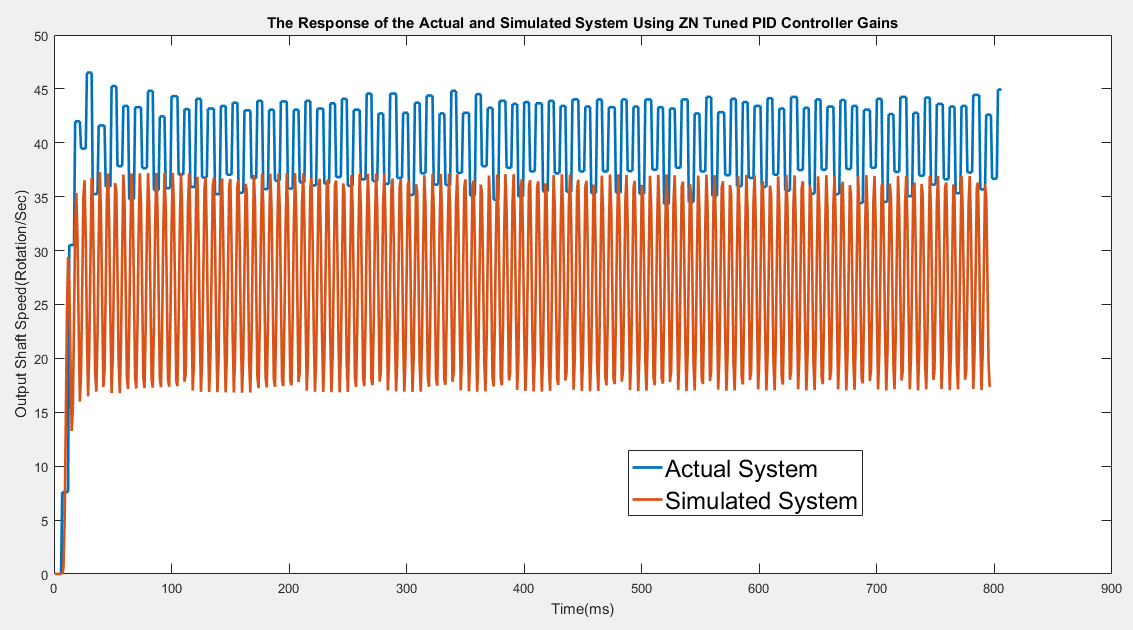 The Response of the Actual and Simulated System Using ZN Tuned PID Controller Gains
50
45
40
35
30
25
20
15
10
5
0
Output Shaft Speed(Rotation/Sec)
Actual System
Simulated System
0 100 200 300 400 500 600 700 800 900
Time(ms)